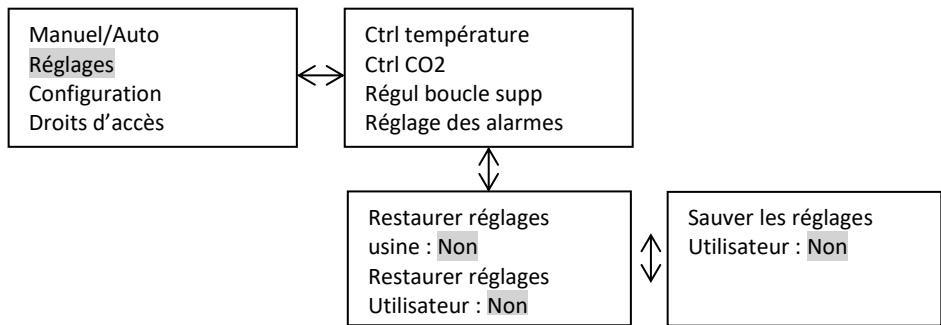 Manuel/Auto
Réglages
Configuration
Droits d’accès
Ctrl température
Ctrl CO2
Régul boucle supp
Réglage des alarmes
Restaurer réglages
usine : Non
Restaurer réglages
Utilisateur : Non
Sauver les réglages
Utilisateur : Non